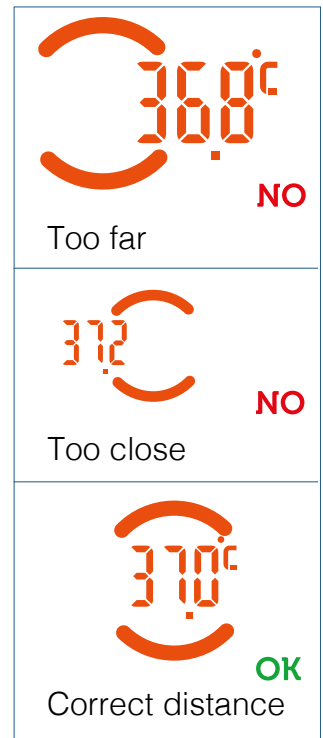 36.8°C
NO
Too far
37.2
NO
Too close
37.0°C
OK
Correct distance